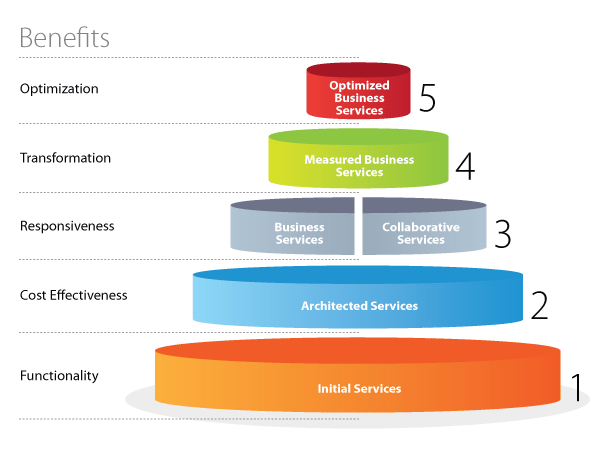 Benefits
Optimization
Optimized
Business
Services
5
Transformation
Measured Business
Services
4
Responsiveness
Business
Services
Collaborative
Services
3
Cost Effectiveness
Architected Services
2
Functionality
Initial Services
1